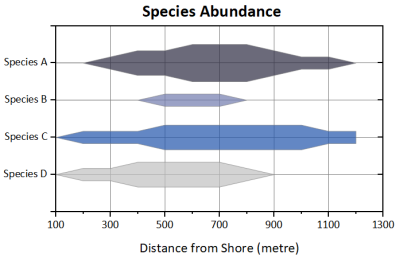 Species Abundance
Species A
Species B
Species C
Species D
100 300 500 700 900 1100 1300
Distance from Shore (metre)